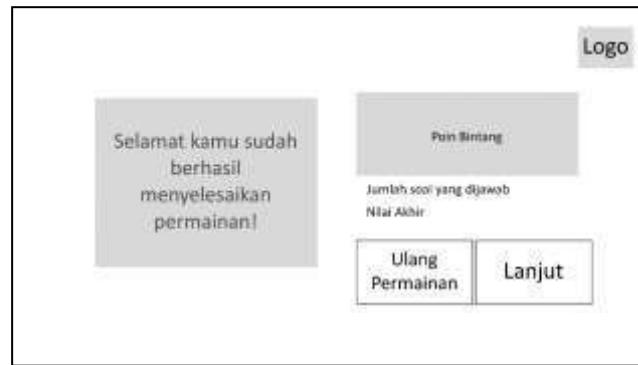 Logo
Selamat kamu sudah
berhasil
menyelesaikan
permainan!
Poin Bintang
Jumlah soal yang dijawab
Nilai Akhir
Ulang
Permainan
Lanjut